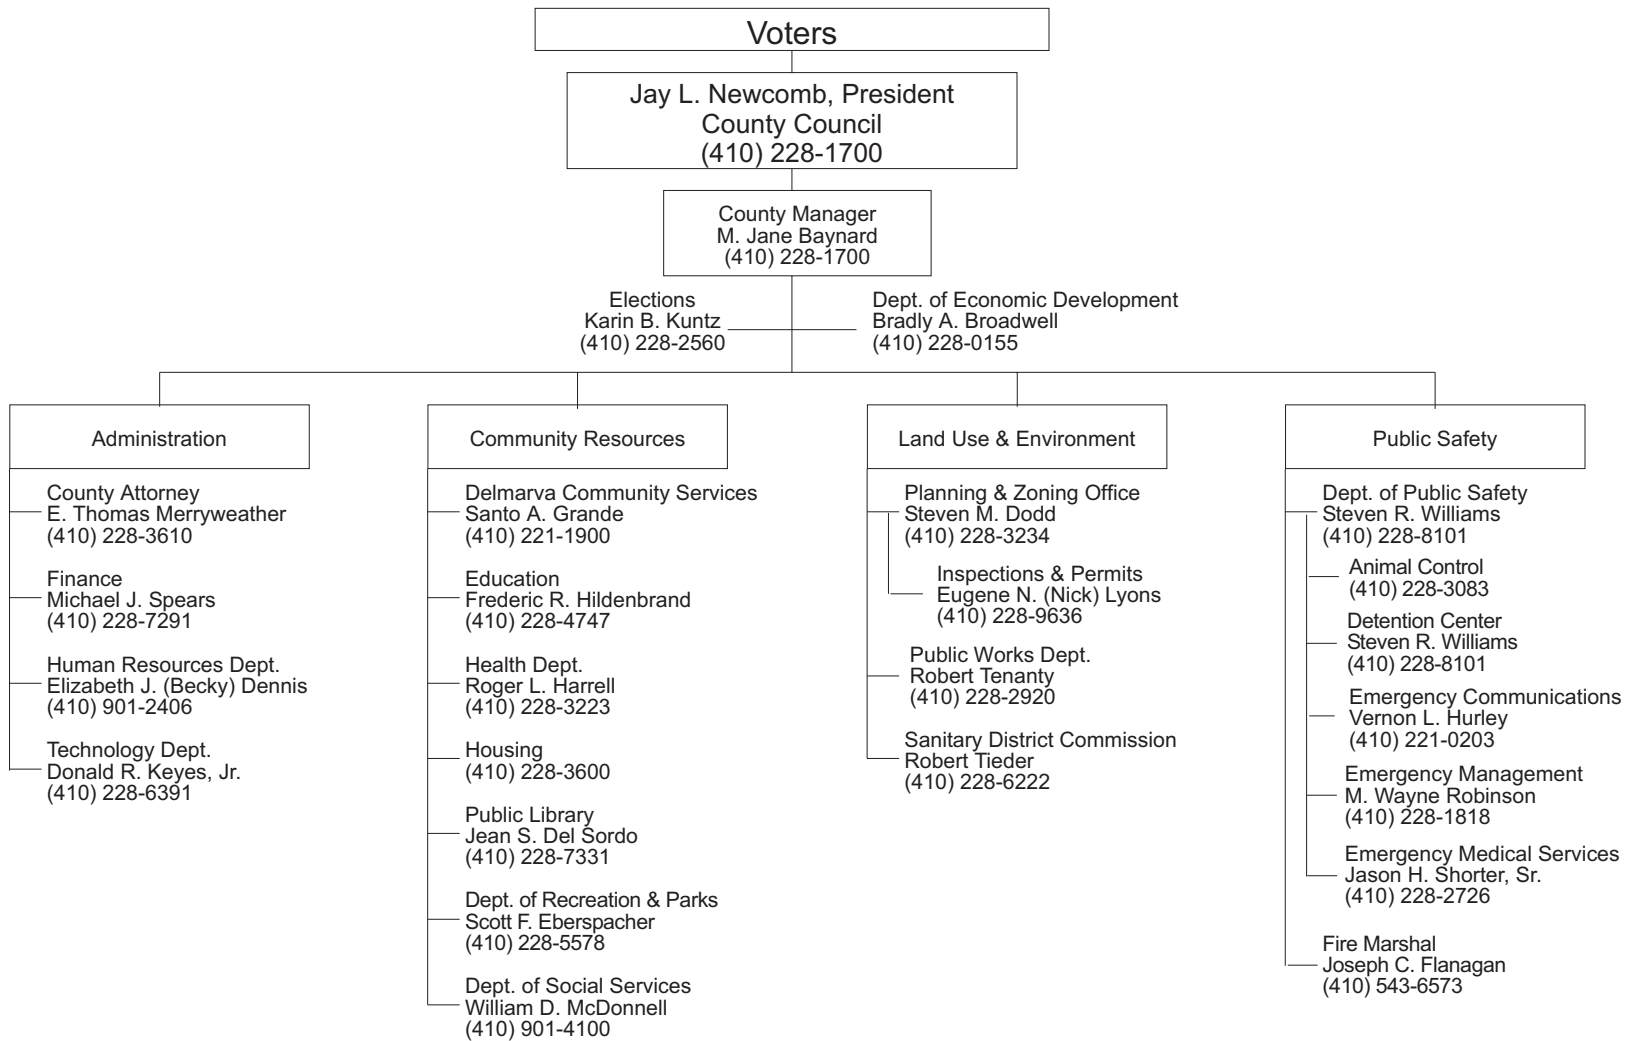 Voters
Jay L. Newcomb, President
County Council
(410) 228-1700
County Manager
M. Jane Baynard
(410) 228-1700
Elections
Karin B. Kuntz
(410) 228-2560
Dept. of Economic Development
Bradly A. Broadwell
(410) 228-0155
Administration
County Attorney
E. Thomas Merryweather
(410) 228-3610
Finance
Michael J. Spears
(410) 228-7291
Human Resources Dept.
Elizabeth J. (Becky) Dennis
(410) 901-2406
Technology Dept.
Donald R. Keyes, Jr.
(410) 228-6391
Community Resources
Delmarva Community Services
Santo A. Grande
(410) 221-1900
Education
Frederic R. Hildenbrand
(410) 228-4747
Health Dept.
Roger L. Harrell
(410) 228-3223
Housing
(410) 228-3600
Public Library
Jean S. Del Sordo
(410) 228-7331
Dept. of Recreation & Parks
Scott F. Eberspacher
(410) 228-5578
Dept. of Social Services
William D. McDonnell
(410) 901-4100
Land Use & Environment
Planning & Zoning Office
Steven M. Dodd
(410) 228-3234
Inspections & Permits
Eugene N. (Nick) Lyons
(410) 228-9636
Public Works Dept.
Robert Tenanty
(410) 228-2920
Sanitary District Commission
Robert Tieder
(410) 228-6222
Public Safety
Dept. of Public Safety
Steven R. Williams
(410) 228-8101
Animal Control
(410) 228-3083
Detention Center
Steven R. Williams
(410) 228-8101
Emergency Communications
Vernon L. Hurley
(410) 221-0203
Emergency Management
M. Wayne Robinson
(410) 228-1818
Emergency Medical Services
Jason H. Shorter, Sr.
(410) 228-2726
Fire Marshal
Joseph C. Flanagan
(410) 543-6573